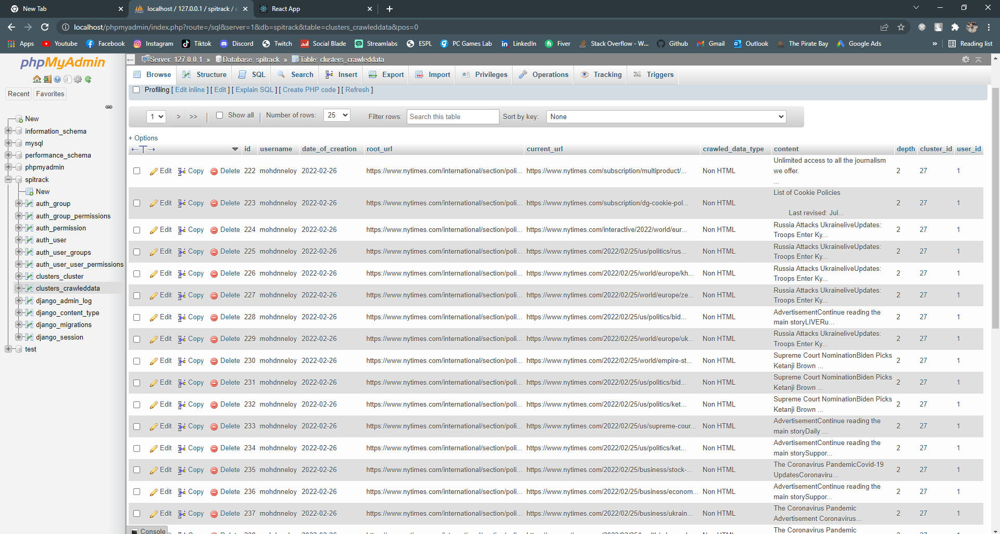 New Tab
localhost / 127.0.0.1 / spitrack / c
React App
localhost/phpmyadmin/index.php?route=/sql&server=1&db=spitrack&table=clusters_crawleddata&pos=0
Apps Youtube Facebook Instagram Tiktok Discord Twitch Social Blade Streamlabs ESPL PC Games Lab LinkedIn Fiver Stack Overflow - W... Github Gmail Outlook The Pirate Bay Google Ads » Reading list
phpMyAdmin
Recent Favorites
New
information_schema
mysql
performance_schema
phpmyadmin
spitrack
New
auth_group
auth_group_permissions
auth_permission
auth_user
auth_user_groups
auth_user_user_permissions
clusters_cluster
clusters_crawleddata
django_admin_log
django_content_type
django_migrations
django_session
test
Server: 127.0.0.1 » Database: spitrack » Table: clusters_crawleddata
Browse Structure SQL Search Insert Export Import Privileges Operations Tracking Triggers
Profiling [ Edit inline ] [ Edit ] [ Explain SQL ] [ Create PHP code ] [ Refresh ]
1 > >> | Show all | Number of rows: 25 Filter rows: Search this table Sort by key: None
+ Options
id username date_of_creation root_url current_url crawled_data_type content depth cluster_id user_id
Edit Copy Delete 222 mohdnneloy 2022-02-26 https://www.nytimes.com/international/section/poli... https://www.nytimes.com/subscription/multiproduct/... Non HTML Unlimited access to all the journalism 2 27 1
we offer.
...
Edit Copy Delete 223 mohdnneloy 2022-02-26 https://www.nytimes.com/international/section/poli... https://www.nytimes.com/subscription/dg-cookie-pol... Non HTML List of Cookie Policies 2 27 1
Last revised: Jul...
Edit Copy Delete 224 mohdnneloy 2022-02-26 https://www.nytimes.com/international/section/poli... https://www.nytimes.com/interactive/2022/world/eur... Non HTML Russia Attacks UkraineliveUpdates: 2 27 1
Troops Enter Ky...
Edit Copy Delete 225 mohdnneloy 2022-02-26 https://www.nytimes.com/international/section/poli... https://www.nytimes.com/2022/02/25/us/politics/rus... Non HTML Russia Attacks UkraineliveUpdates: 2 27 1
Troops Enter Ky...
Edit Copy Delete 226 mohdnneloy 2022-02-26 https://www.nytimes.com/international/section/poli... https://www.nytimes.com/2022/02/25/world/europe/kh... Non HTML Russia Attacks UkraineliveUpdates: 2 27 1
Troops Enter Ky...
Edit Copy Delete 227 mohdnneloy 2022-02-26 https://www.nytimes.com/international/section/poli... https://www.nytimes.com/2022/02/25/world/europe/ze... Non HTML Russia Attacks UkraineliveUpdates: 2 27 1
Troops Enter Ky...
Edit Copy Delete 228 mohdnneloy 2022-02-26 https://www.nytimes.com/international/section/poli... https://www.nytimes.com/2022/02/25/us/politics/bid... Non HTML AdvertisementContinue reading the 2 27 1
main storyLIVERu...
Edit Copy Delete 229 mohdnneloy 2022-02-26 https://www.nytimes.com/international/section/poli... https://www.nytimes.com/2022/02/25/world/europe/uk... Non HTML Russia Attacks UkraineliveUpdates: 2 27 1
Troops Enter Ky...
Edit Copy Delete 230 mohdnneloy 2022-02-26 https://www.nytimes.com/international/section/poli... https://www.nytimes.com/2022/02/25/world/empire-st... Non HTML Supreme Court NominationBiden Picks 2 27 1
Ketanji Brown ...
Edit Copy Delete 231 mohdnneloy 2022-02-26 https://www.nytimes.com/international/section/poli... https://www.nytimes.com/2022/02/25/us/politics/bid... Non HTML Supreme Court NominationBiden Picks 2 27 1
Ketanji Brown ...
Edit Copy Delete 232 mohdnneloy 2022-02-26 https://www.nytimes.com/international/section/poli... https://www.nytimes.com/2022/02/25/us/politics/ket... Non HTML Supreme Court NominationBiden Picks 2 27 1
Ketanji Brown ...
Edit Copy Delete 233 mohdnneloy 2022-02-26 https://www.nytimes.com/international/section/poli... https://www.nytimes.com/2022/02/25/us/supreme-cour... Non HTML AdvertisementContinue reading the 2 27 1
main storyDaily ...
Edit Copy Delete 234 mohdnneloy 2022-02-26 https://www.nytimes.com/international/section/poli... https://www.nytimes.com/2022/02/25/us/politics/ket... Non HTML AdvertisementContinue reading the 2 27 1
main storySuppor...
Edit Copy Delete 235 mohdnneloy 2022-02-26 https://www.nytimes.com/international/section/poli... https://www.nytimes.com/2022/02/25/business/stock-... Non HTML The Coronavirus PandemicCovid-19 2 27 1
UpdatesCoronaviru...
Edit Copy Delete 236 mohdnneloy 2022-02-26 https://www.nytimes.com/international/section/poli... https://www.nytimes.com/2022/02/25/business/econom... Non HTML AdvertisementContinue reading the 2 27 1
main storySuppor...
Edit Copy Delete 237 mohdnneloy 2022-02-26 https://www.nytimes.com/international/section/poli... https://www.nytimes.com/2022/02/25/business/ukrain... Non HTML The Coronavirus Pandemic 2 27 1
Advertisement Coronavirus...
The Coronavirus Pandemic
Console